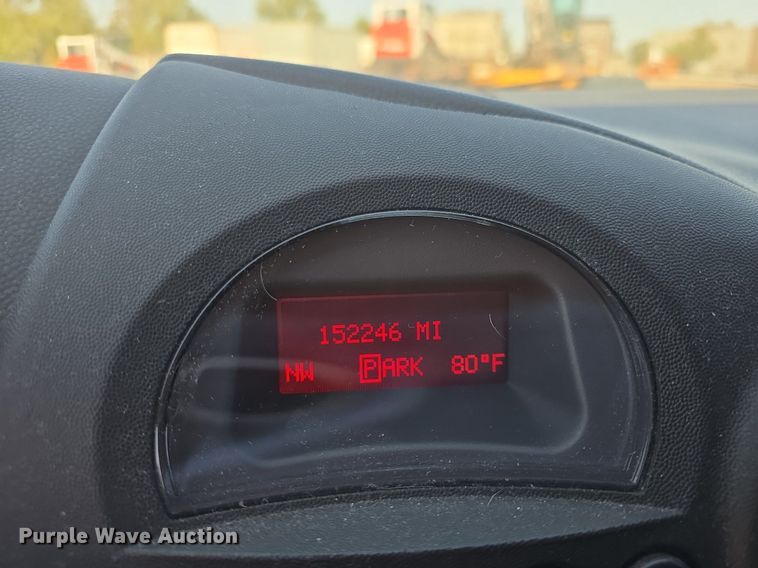 152246 MI
NW PARK 80°F
Purple Wave Auction